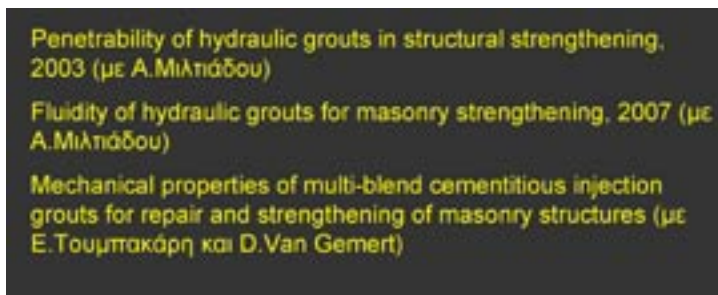 Penetrability of hydraulic grouts in structural strengthening,
2003 (με Α.Μιλτιάδου)
Fluidity of hydraulic grouts for masonry strengthening, 2007 (με
Α.Μιλτιάδου)
Mechanical properties of multi-blend cementitious injection
grouts for repair and strengthening of masonry structures (με
Ε.Τουμπακάρη και D.Van Gemert)